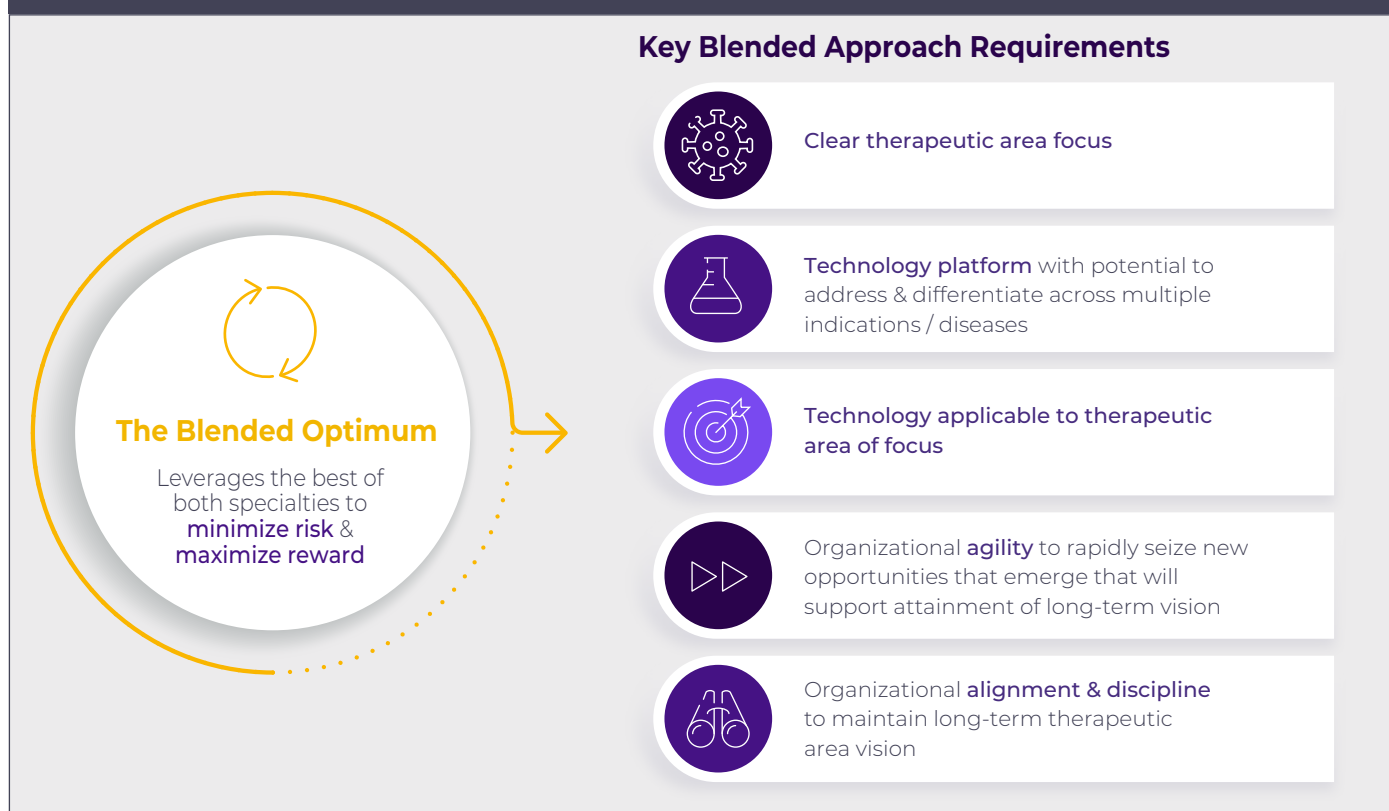 Key Blended Approach Requirements
The Blended Optimum
Leverages the best of
both specialties to
minimize risk &
maximize reward
Clear therapeutic area focus
Technology platform with potential to
address & differentiate across multiple
indications / diseases
Technology applicable to therapeutic
area of focus
Organizational agility to rapidly seize new
opportunities that emerge that will
support attainment of long-term vision
Organizational alignment & discipline
to maintain long-term therapeutic
area vision